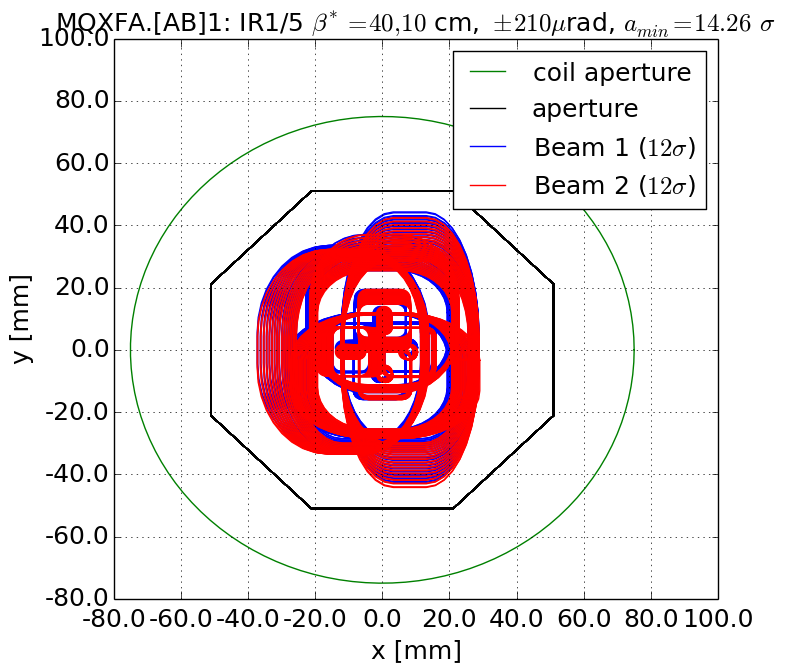 MQXFA.[AB]1: IR1/5 β* =40,10 cm, ±210μrad, a_min=14.26 σ
100.0
80.0
60.0
40.0
20.0
0.0
-20.0
-40.0
-60.0
-80.0
y [mm]
coil aperture
aperture
Beam 1 (12σ)
Beam 2 (12σ)
-80.0 -60.0 -40.0 -20.0 0.0 20.0 40.0 60.0 80.0 100.0
x [mm]